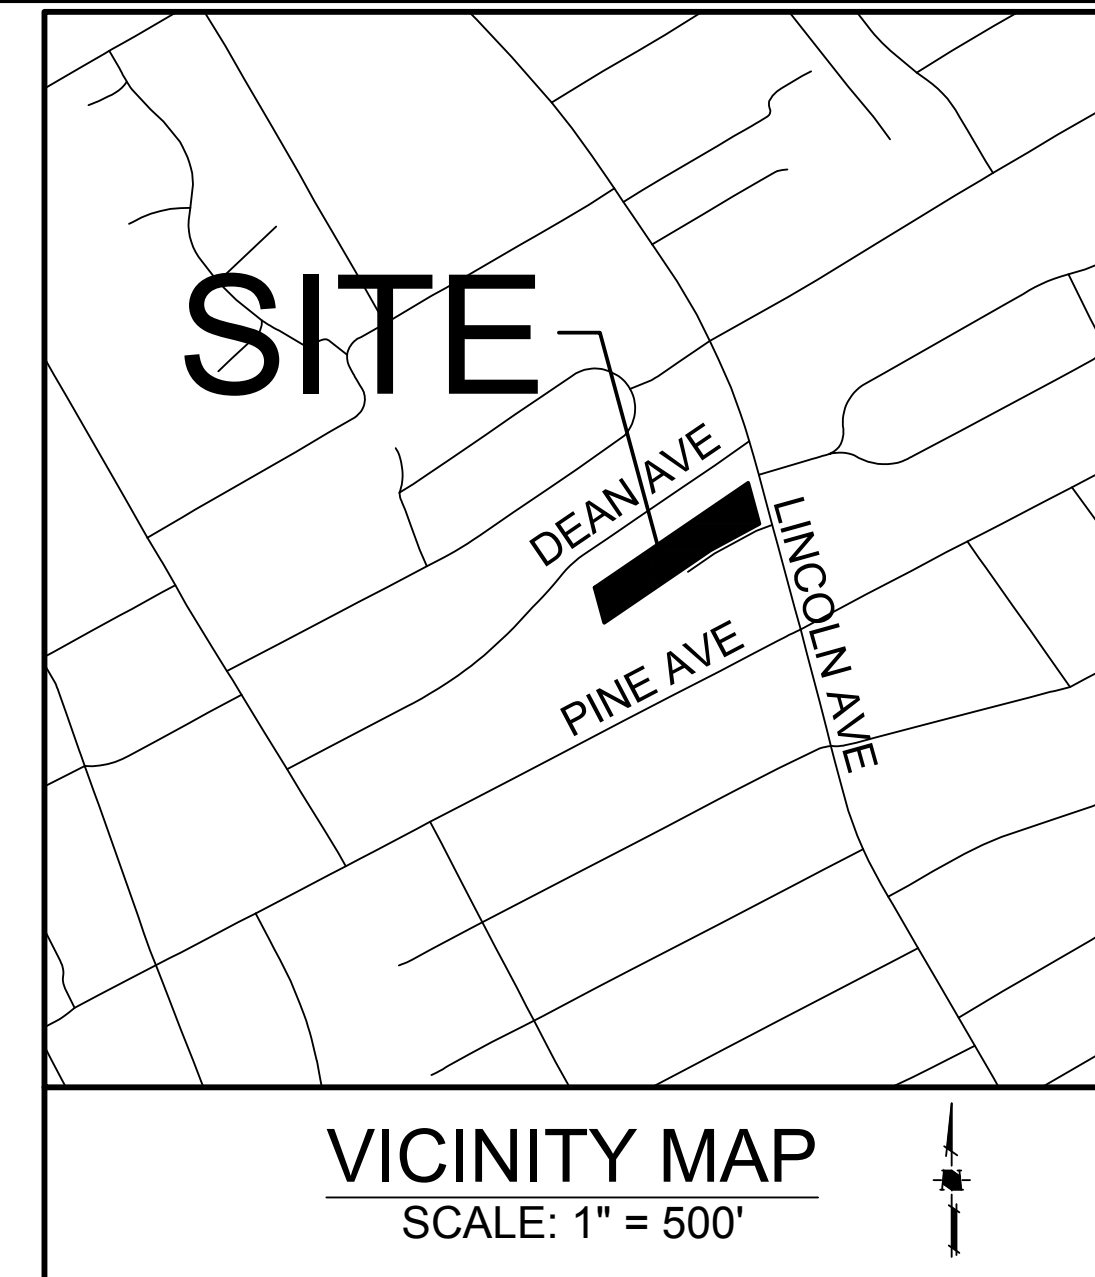 SITE
DEAN AVE
LINCOLN AVE
PINE AVE
VICINITY MAP
SCALE: 1" = 500'